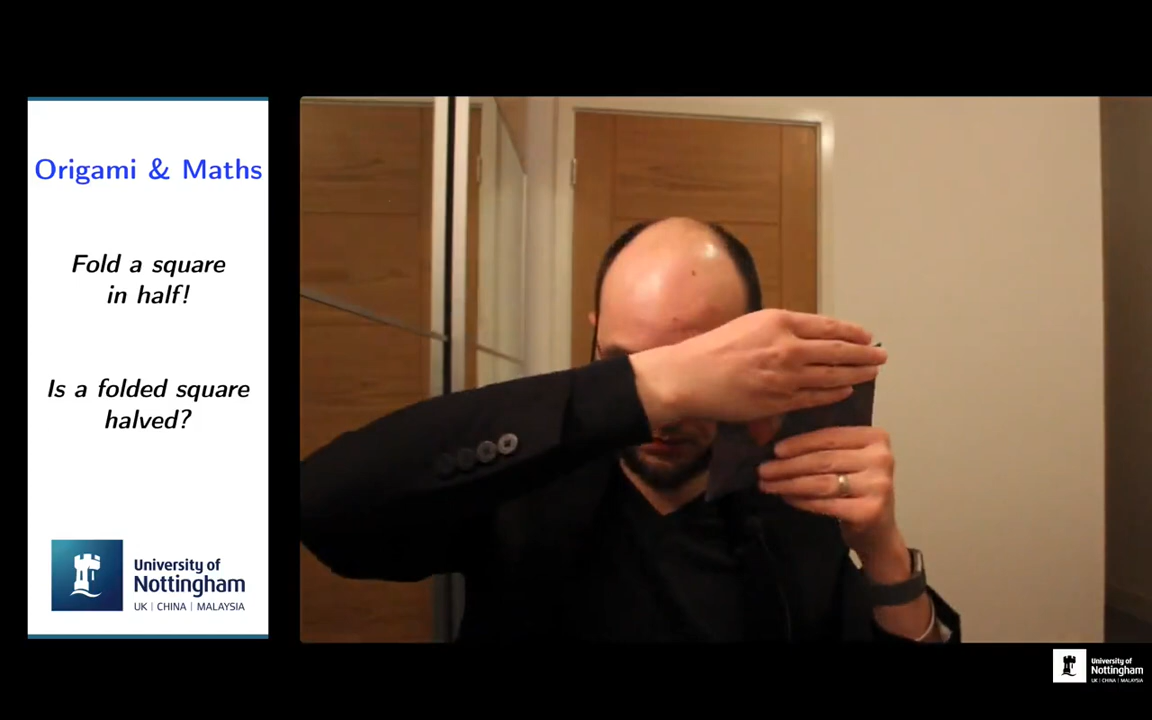 Origami & Maths
Fold a square
in half!
Is a folded square
halved?
University of
Nottingham
UK | CHINA | MALAYSIA
University of
Nottingham
UK | CHINA | MALAYSIA